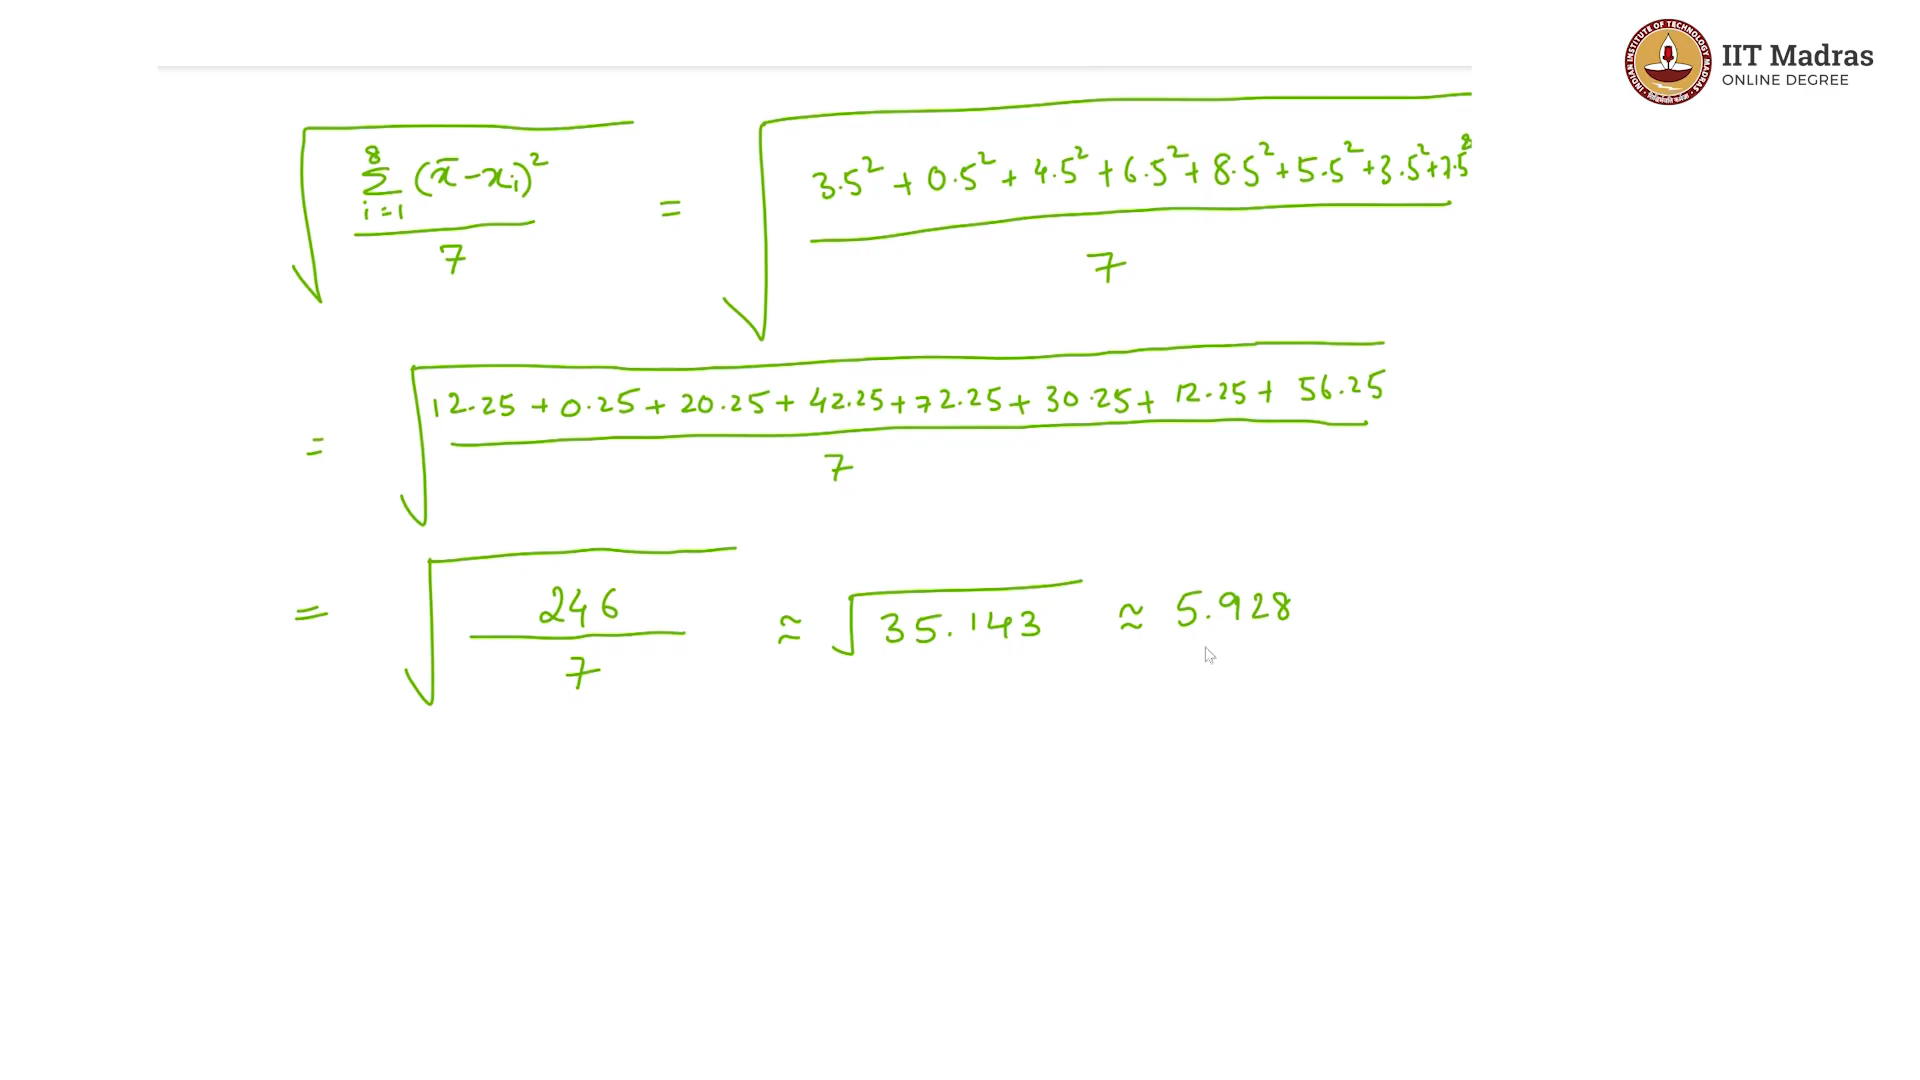 IIT Madras
ONLINE DEGREE
√(∑_{i=1}^{8} (x̄ - x_i)² / 7) = √((3.5² + 0.5² + 4.5² + 6.5² + 8.5² + 5.5² + 3.5² + 7.5²) / 7)
= √((12.25 + 0.25 + 20.25 + 42.25 + 72.25 + 30.25 + 12.25 + 56.25) / 7)
= √(246 / 7) ≈ √35.143 ≈ 5.928